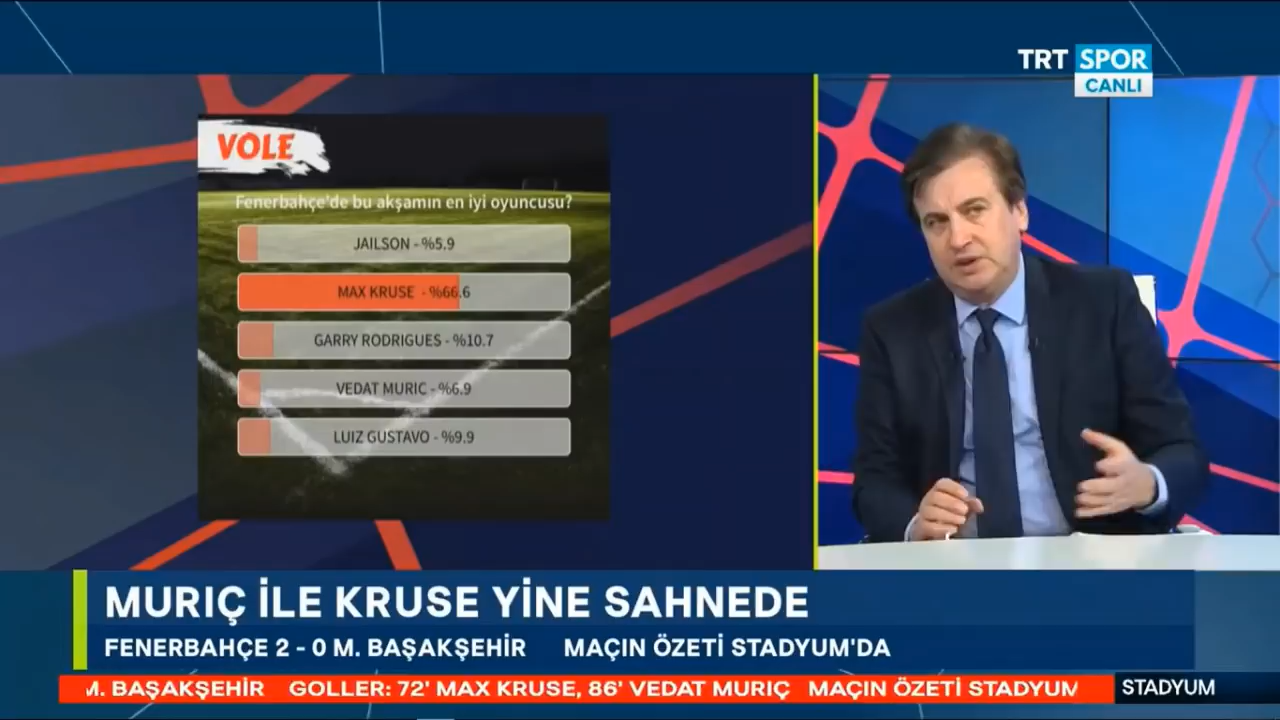 TRT SPOR
CANLI
VOLE
Fenerbahçe'de bu akşamın en iyi oyuncusu?
JAILSON - %5.9
MAX KRUSE - %66.6
GARRY RODRIGUES - %10.7
VEDAT MURIC - %6.9
LUIZ GUSTAVO - %9.9
MURIÇ İLE KRUSE YİNE SAHNEDE
FENERBAHÇE 2 - 0 M. BAŞAKŞEHİR MAÇIN ÖZETİ STADYUM'DA
M. BAŞAKŞEHİR GOLLER: 72' MAX KRUSE, 86' VEDAT MURIÇ MAÇIN ÖZETİ STADYUM
STADYUM